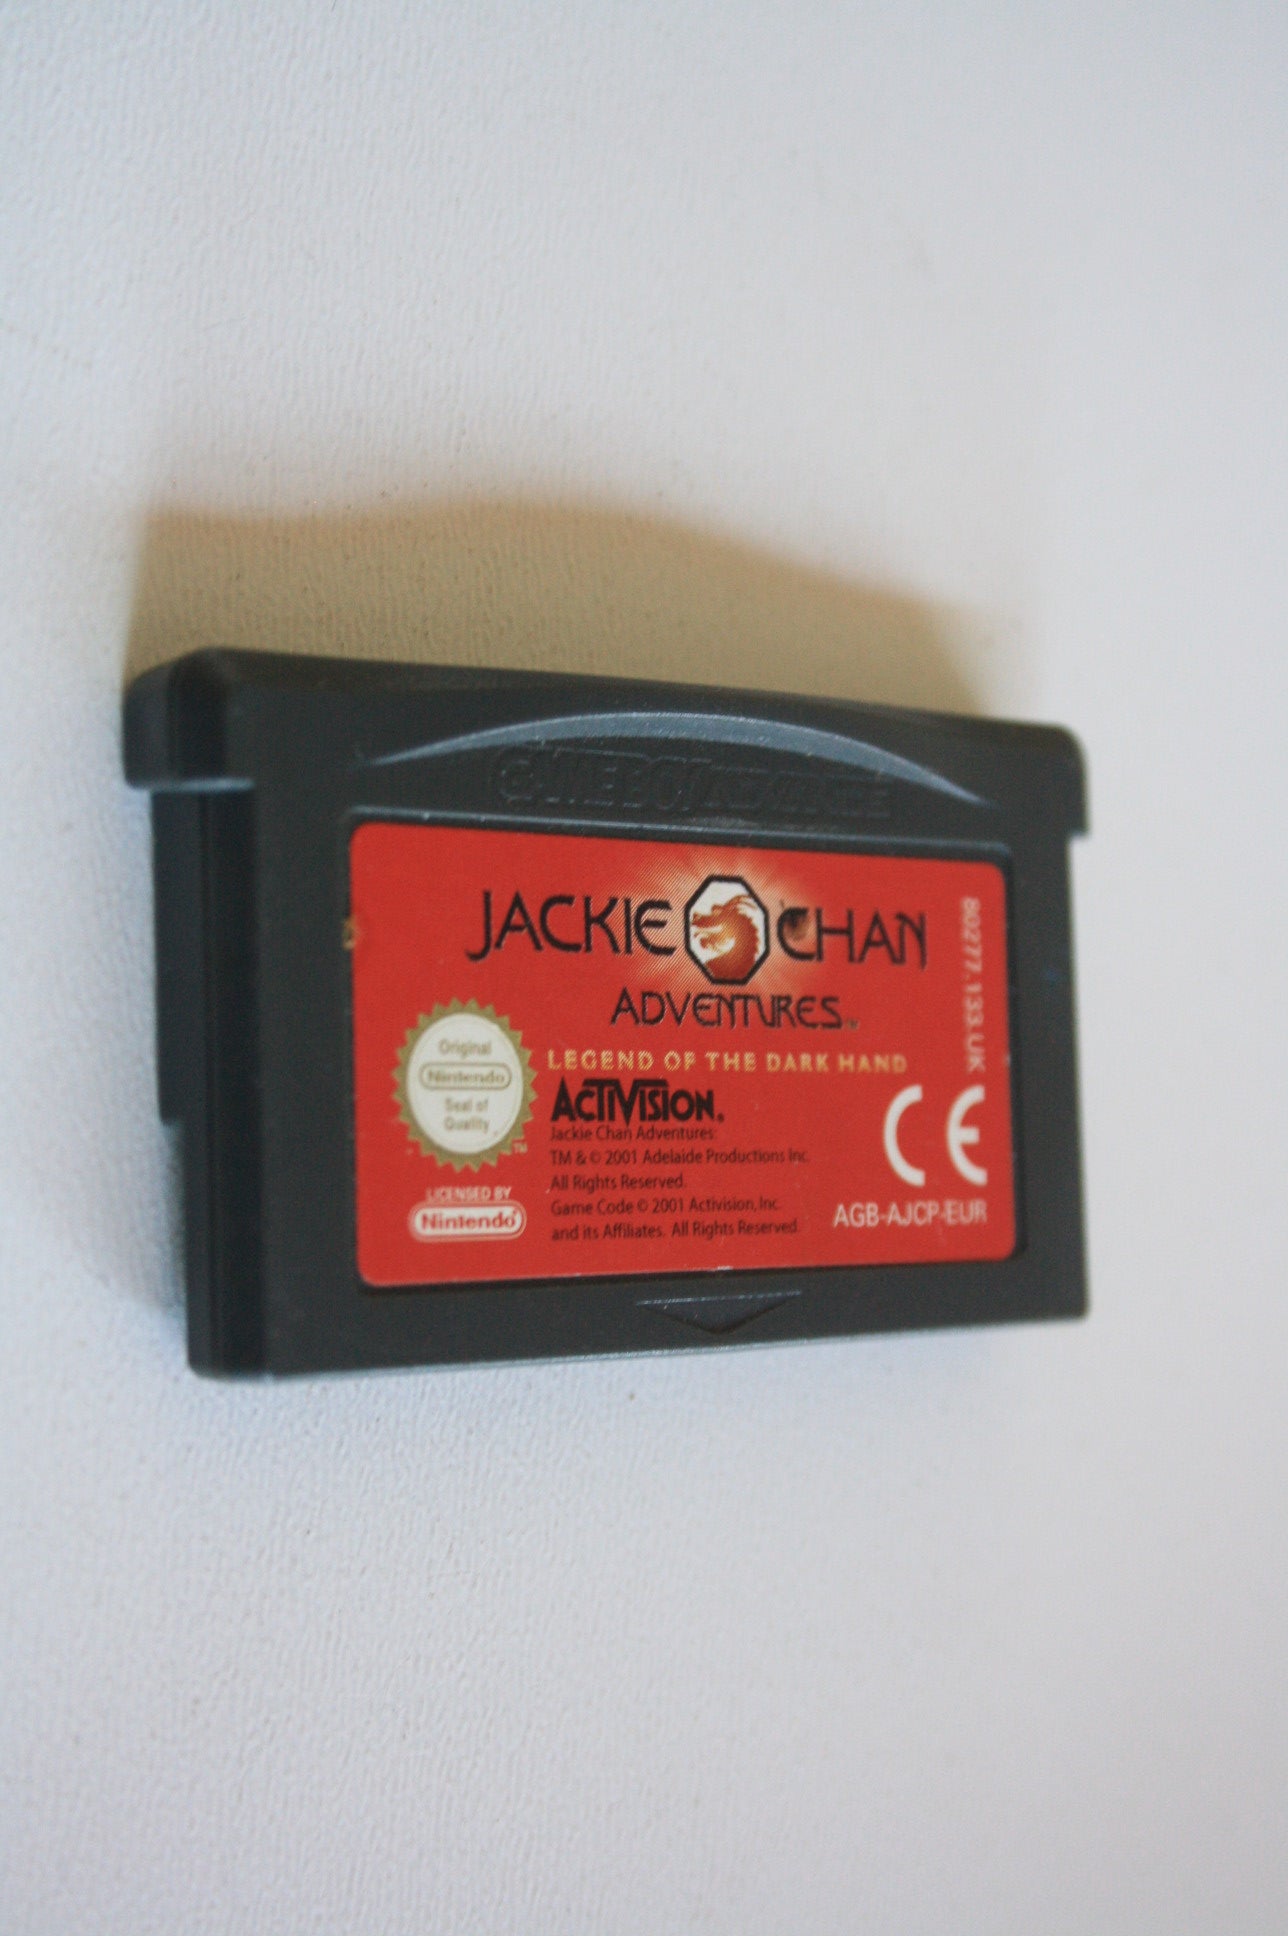 GAME BOY ADVANCE
JACKIE CHAN
ADVENTURES™
LEGEND OF THE DARK HAND
80277.133.UK
Original
Nintendo
Seal of
Quality
TM
ACTIVISION®
Jackie Chan Adventures:
TM & © 2001 Adelaide Productions Inc.
All Rights Reserved.
Game Code © 2001 Activision, Inc.
and its Affiliates. All Rights Reserved.
LICENSED BY
Nintendo®
CE
AGB-AJCP-EUR